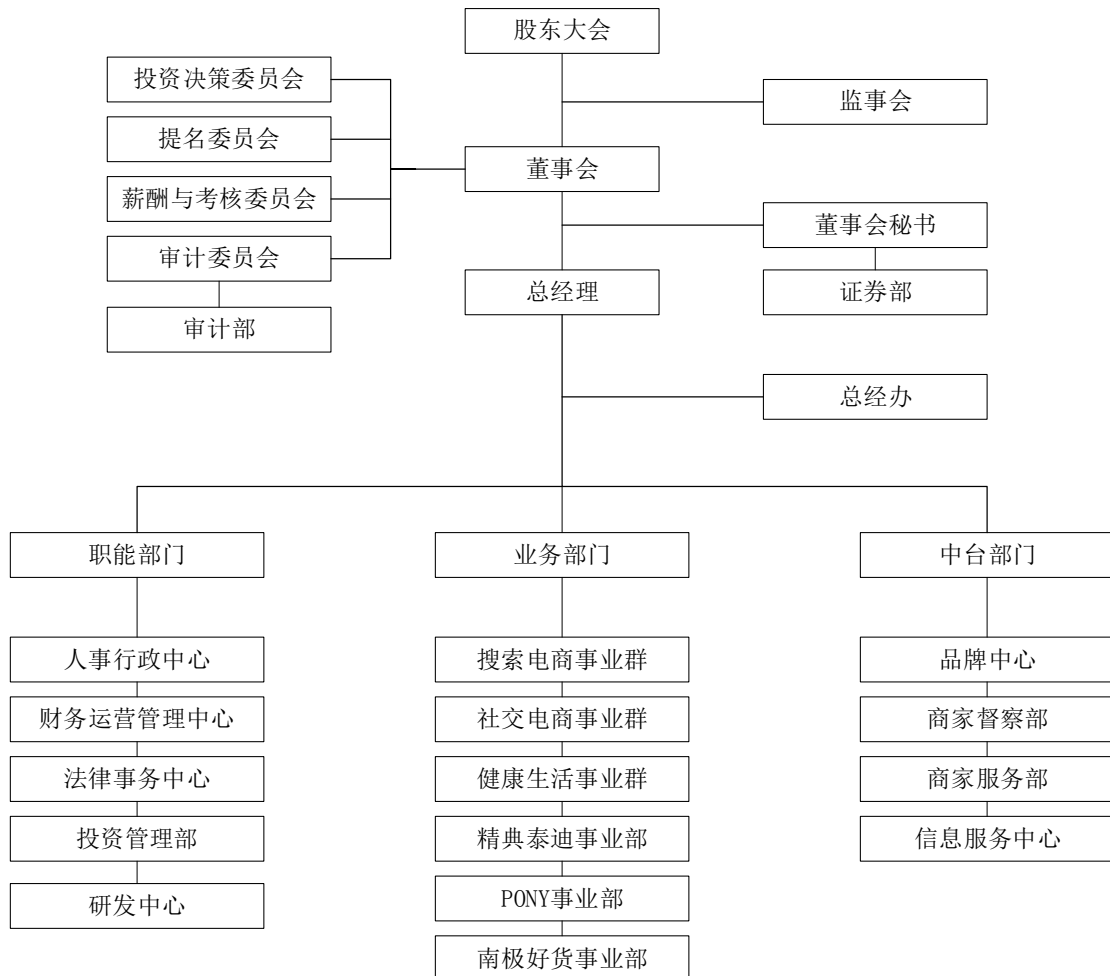 股东大会
投资决策委员会
监事会
提名委员会
董事会
薪酬与考核委员会
董事会秘书
审计委员会
总经理
证券部
审计部
总经办
职能部门
业务部门
中台部门
人事行政中心
搜索电商事业群
品牌中心
财务运营管理中心
社交电商事业群
商家督察部
法律事务中心
健康生活事业群
商家服务部
投资管理部
精典泰迪事业部
信息服务中心
研发中心
PONY事业部
南极好货事业部